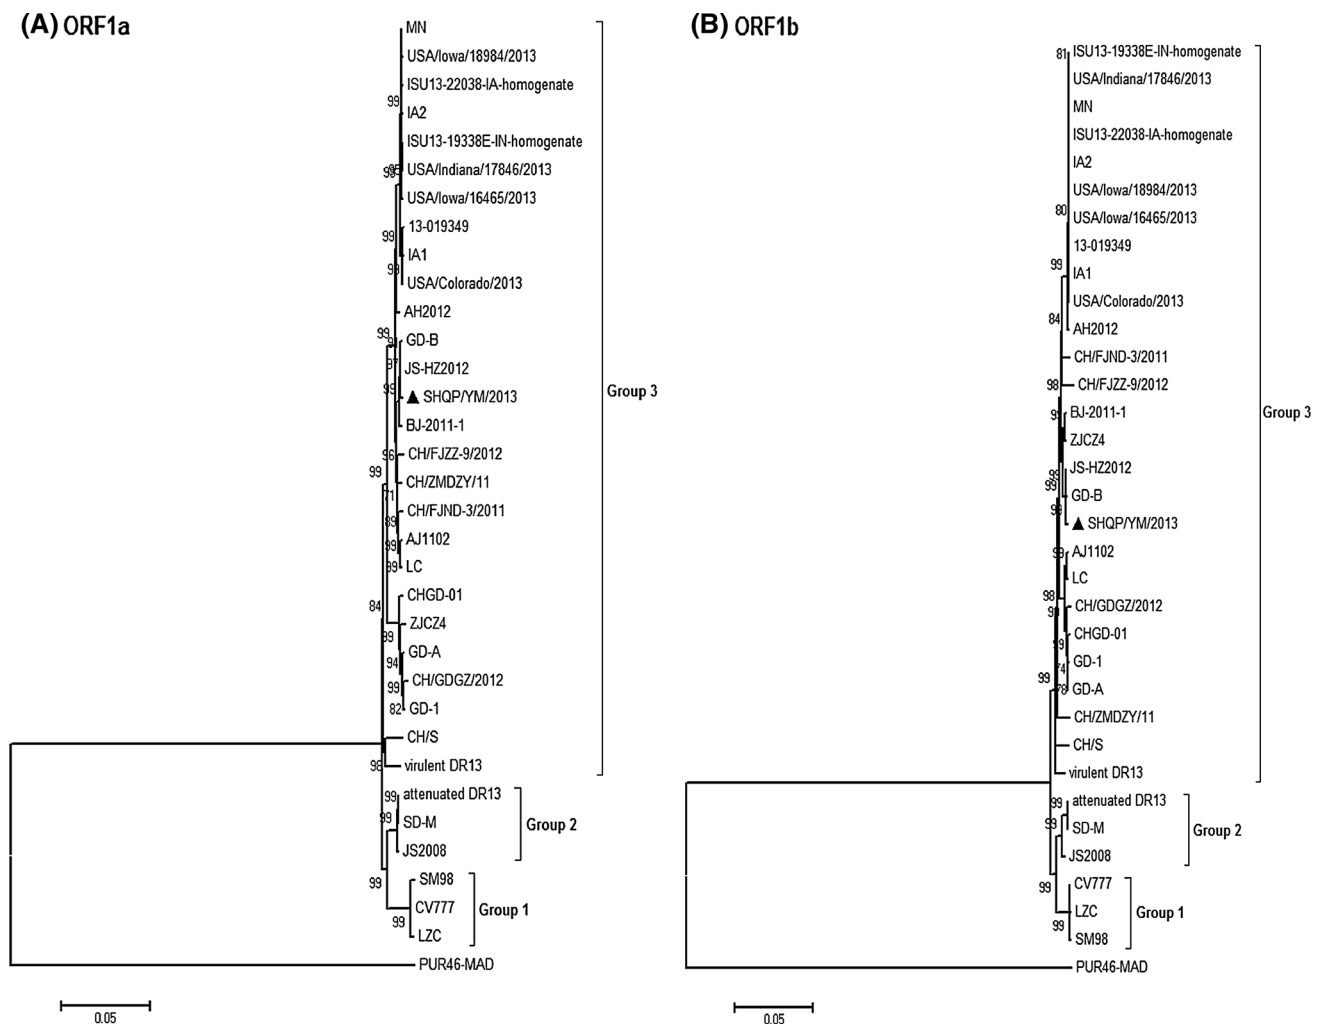 (A) ORF1a
MN
USA/Iowa/18984/2013
ISU13-22038-IA-homogenate
99
IA2
ISU13-19338E-IN-homogenate
USA/Indiana/17846/2013
USA/Iowa/16465/2013
13-019349
99
IA1
USA/Colorado/2013
AH2012
99
GD-B
JS-HZ2012
SHQP/YM/2013
Group 3
BJ-2011-1
CH/FJZZ-9/2012
96
99
CH/ZMDZY/11
71
CH/FJND-3/2011
89
AJ1102
99
LC
99
CHGD-01
84
ZJCZ4
99
GD-A
94
CH/GDGZ/2012
99
GD-1
82
CH/S
virulent DR13
98
attenuated DR13
99
SD-M
99
Group 2
JS2008
SM98
99
CV777
Group 1
99
LZC
PUR46-MAD
0.05
(B) ORF1b
81
ISU13-19338E-IN-homogenate
USA/Indiana/17846/2013
MN
ISU13-22038-IA-homogenate
IA2
USA/Iowa/18984/2013
80
USA/Iowa/16465/2013
13-019349
99
IA1
USA/Colorado/2013
84
AH2012
CH/FJND-3/2011
98
CH/FJZZ-9/2012
BJ-2011-1
Group 3
ZJCZ4
JS-HZ2012
99
GD-B
SHQP/YM/2013
AJ1102
LC
98
CH/GDGZ/2012
CHGD-01
GD-1
74
99
78
GD-A
CH/ZMDZY/11
CH/S
virulent DR13
99
attenuated DR13
99
SD-M
Group 2
JS2008
99
CV777
LZC
Group 1
99
SM98
PUR46-MAD
0.05